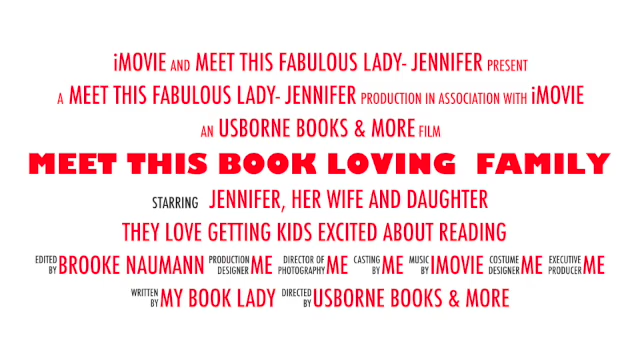 iMOVIE AND MEET THIS FABULOUS LADY- JENNIFER PRESENT
A MEET THIS FABULOUS LADY- JENNIFER PRODUCTION IN ASSOCIATION WITH iMOVIE
AN USBORNE BOOKS & MORE FILM
MEET THIS BOOK LOVING FAMILY
STARRING JENNIFER, HER WIFE AND DAUGHTER
THEY LOVE GETTING KIDS EXCITED ABOUT READING
EDITED BY BROOKE NAUMANN PRODUCTION DESIGNER ME DIRECTOR OF PHOTOGRAPHY ME CASTING BY ME MUSIC BY IMOVIE COSTUME DESIGNER ME EXECUTIVE PRODUCER ME
WRITTEN BY MY BOOK LADY DIRECTED BY USBORNE BOOKS & MORE